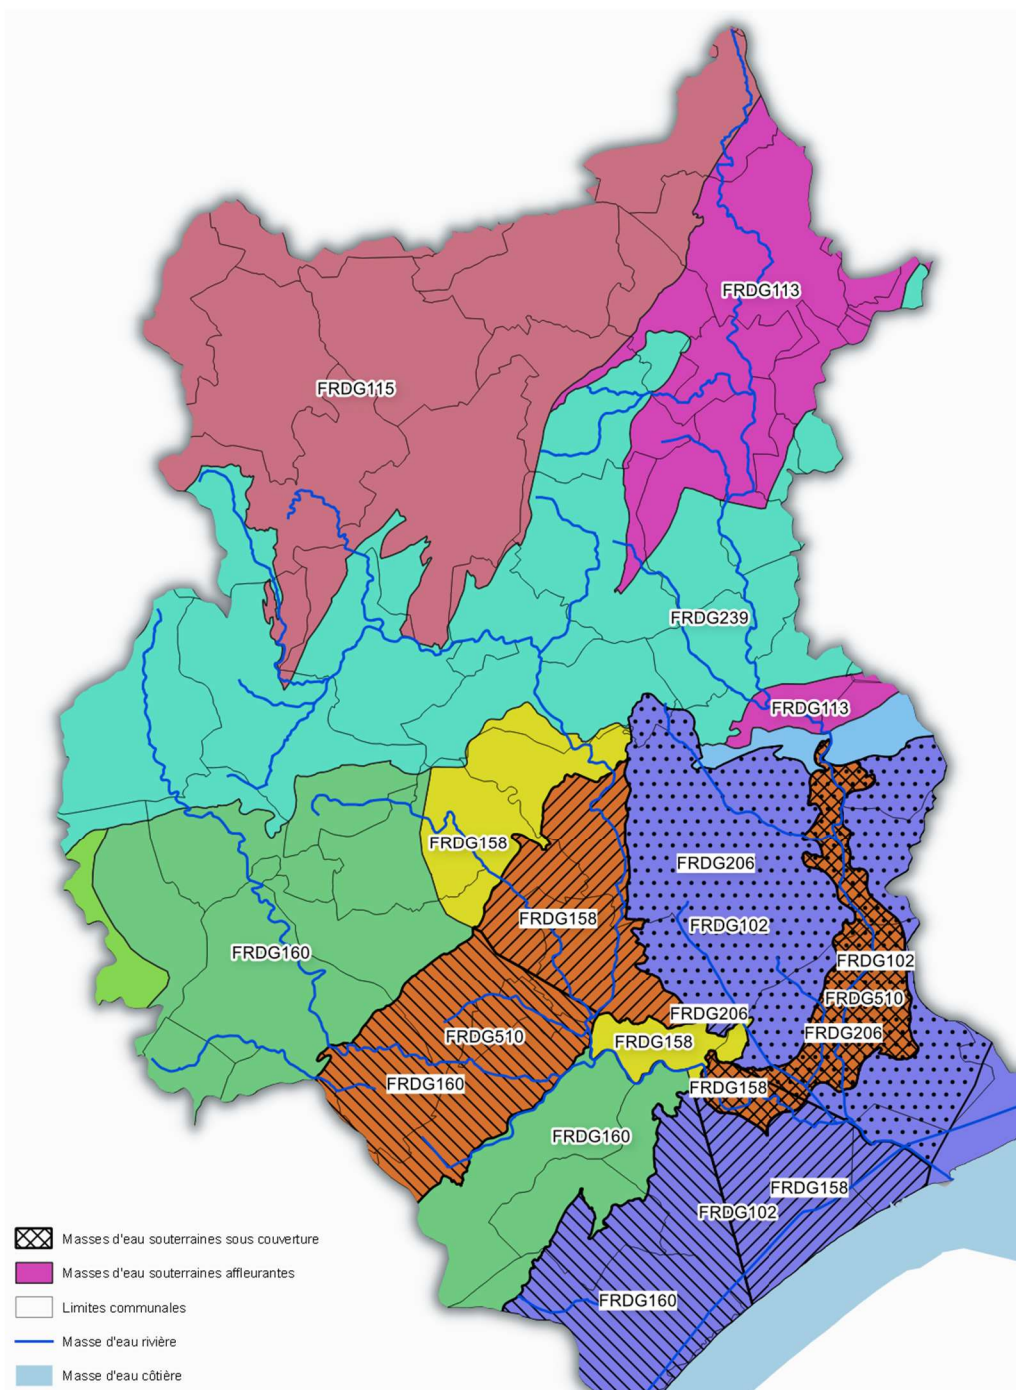 FRDG113
FRDG115
FRDG239
FRDG113
FRDG158
FRDG206
FRDG158
FRDG102
FRDG160
FRDG102
FRDG510
FRDG206
FRDG206
FRDG510
FRDG158
FRDG160
FRDG158
FRDG160
FRDG158
FRDG102
FRDG160
Masses d'eau souterraines sous couverture
Masses d'eau souterraines affleurantes
Limites communales
Masse d'eau rivière
Masse d'eau côtière